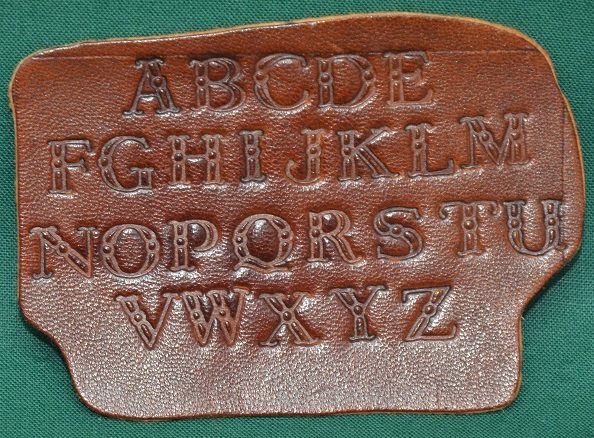 ABCDE
FGHIJKLM
NOPQRSTU
VWXYZ